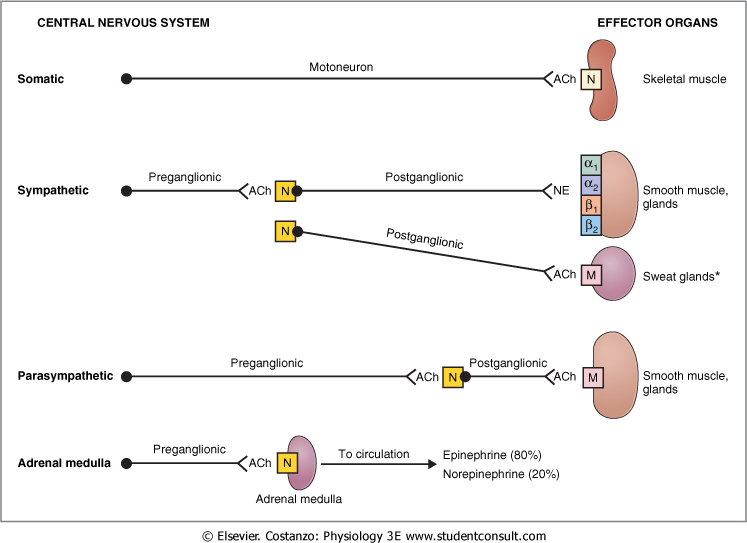 CENTRAL NERVOUS SYSTEM
EFFECTOR ORGANS
Somatic
Motoneuron
ACh
N
Skeletal muscle
Sympathetic
Preganglionic
ACh
N
Postganglionic
NE
α1
α2
β1
β2
Smooth muscle,
glands
N
Postganglionic
ACh
M
Sweat glands*
Parasympathetic
Preganglionic
ACh
N
Postganglionic
ACh
M
Smooth muscle,
glands
Adrenal medulla
Preganglionic
ACh
N
Adrenal medulla
To circulation
Epinephrine (80%)
Norepinephrine (20%)
© Elsevier. Costanzo: Physiology 3E www.studentconsult.com